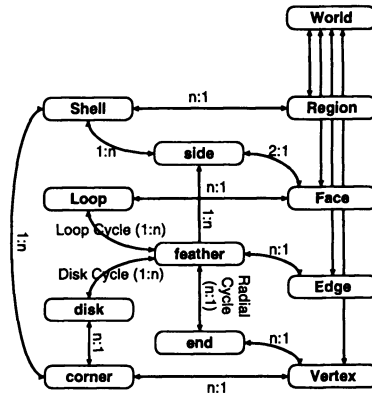 World
n:1
Shell
Region
1:n
side
2:1
n:1
Loop
Face
1:n
1:n
Loop Cycle (1:n)
feather
n:1
Disk Cycle (1:n)
Radial
Cycle
(n:1)
Edge
disk
n:1
end
n:1
corner
n:1
Vertex